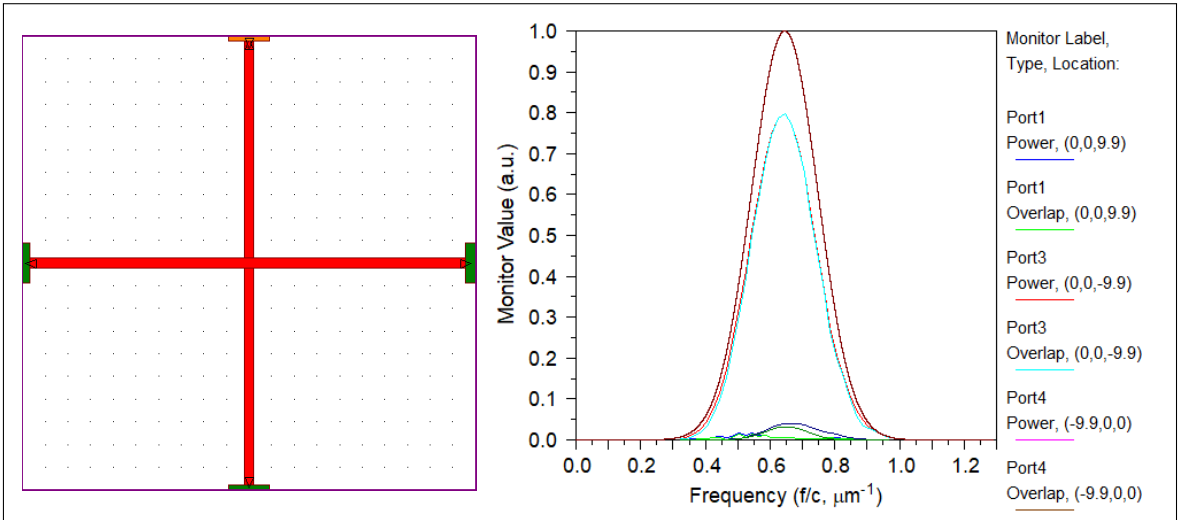 1.0
0.9
0.8
0.7
0.6
0.5
0.4
0.3
0.2
0.1
0.0
Monitor Value (a.u.)
0.0 0.2 0.4 0.6 0.8 1.0 1.2
Frequency (f/c, μm⁻¹)
Monitor Label,
Type, Location:
Port1
Power, (0,0,9.9)
Port1
Overlap, (0,0,9.9)
Port3
Power, (0,0,-9.9)
Port3
Overlap, (0,0,-9.9)
Port4
Power, (-9.9,0,0)
Port4
Overlap, (-9.9,0,0)